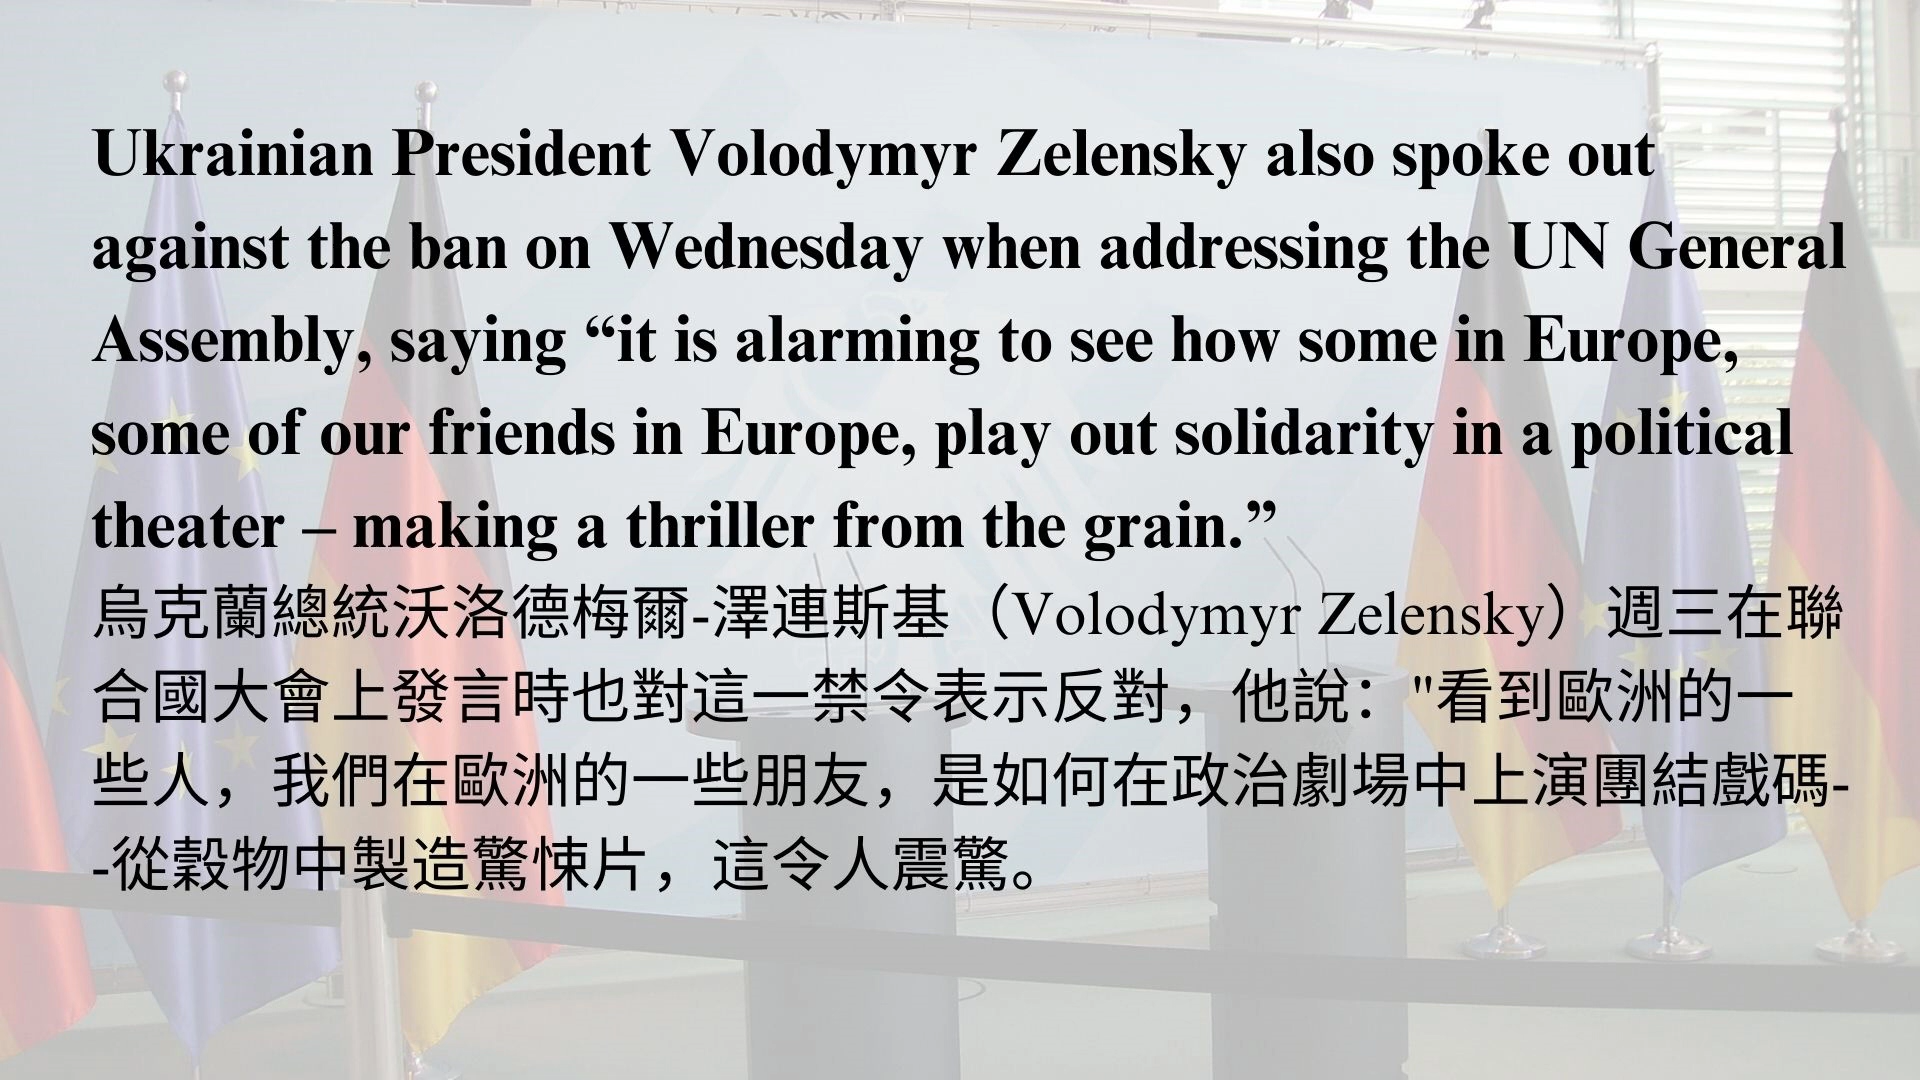 Ukrainian President Volodymyr Zelensky also spoke out
against the ban on Wednesday when addressing the UN General
Assembly, saying “it is alarming to see how some in Europe,
some of our friends in Europe, play out solidarity in a political
theater – making a thriller from the grain.”
烏克蘭總統沃洛德梅爾-澤連斯基（Volodymyr Zelensky）週三在聯
合國大會上發言時也對這一禁令表示反對，他說："看到歐洲的一
些人，我們在歐洲的一些朋友，是如何在政治劇場中上演團結戲碼-
-從穀物中製造驚悚片，這令人震驚。